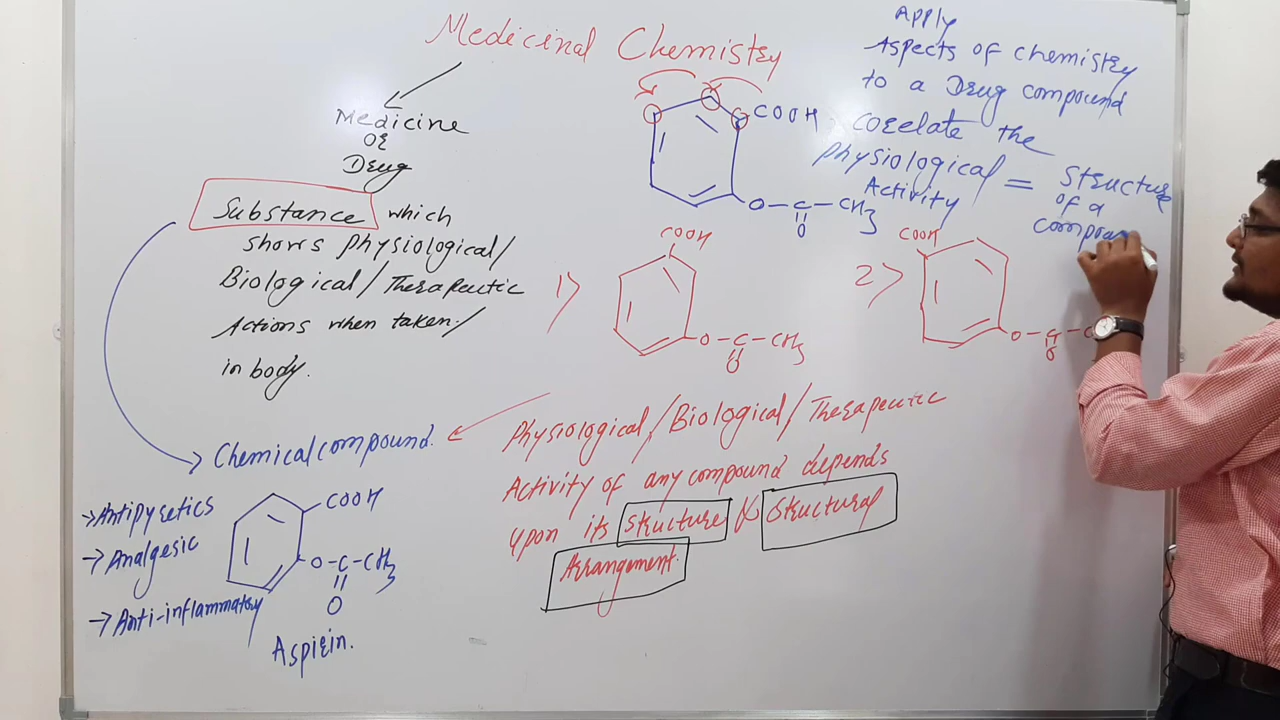 Medicinal Chemistry
Medicine
or
Drug
Substance which
shows physiological/
Biological/Therapeutic
Actions when taken/
in body.
Chemical compound.
→Antipyretics
→Analgesic
→Anti-inflammatory
COOH
O-C-CH3
O
Aspirin.
COOH
O-C-CH3
O
1>
COOH
O-C-CH3
O
2>
COOH
O-C-
O
Apply
Aspects of chemistry
to a Drug compound
corelate the
physiological = structure
Activity
of a
Physiological/Biological/Therapeutic
Activity of any compound depends
upon its structure & structural
Arrangement.